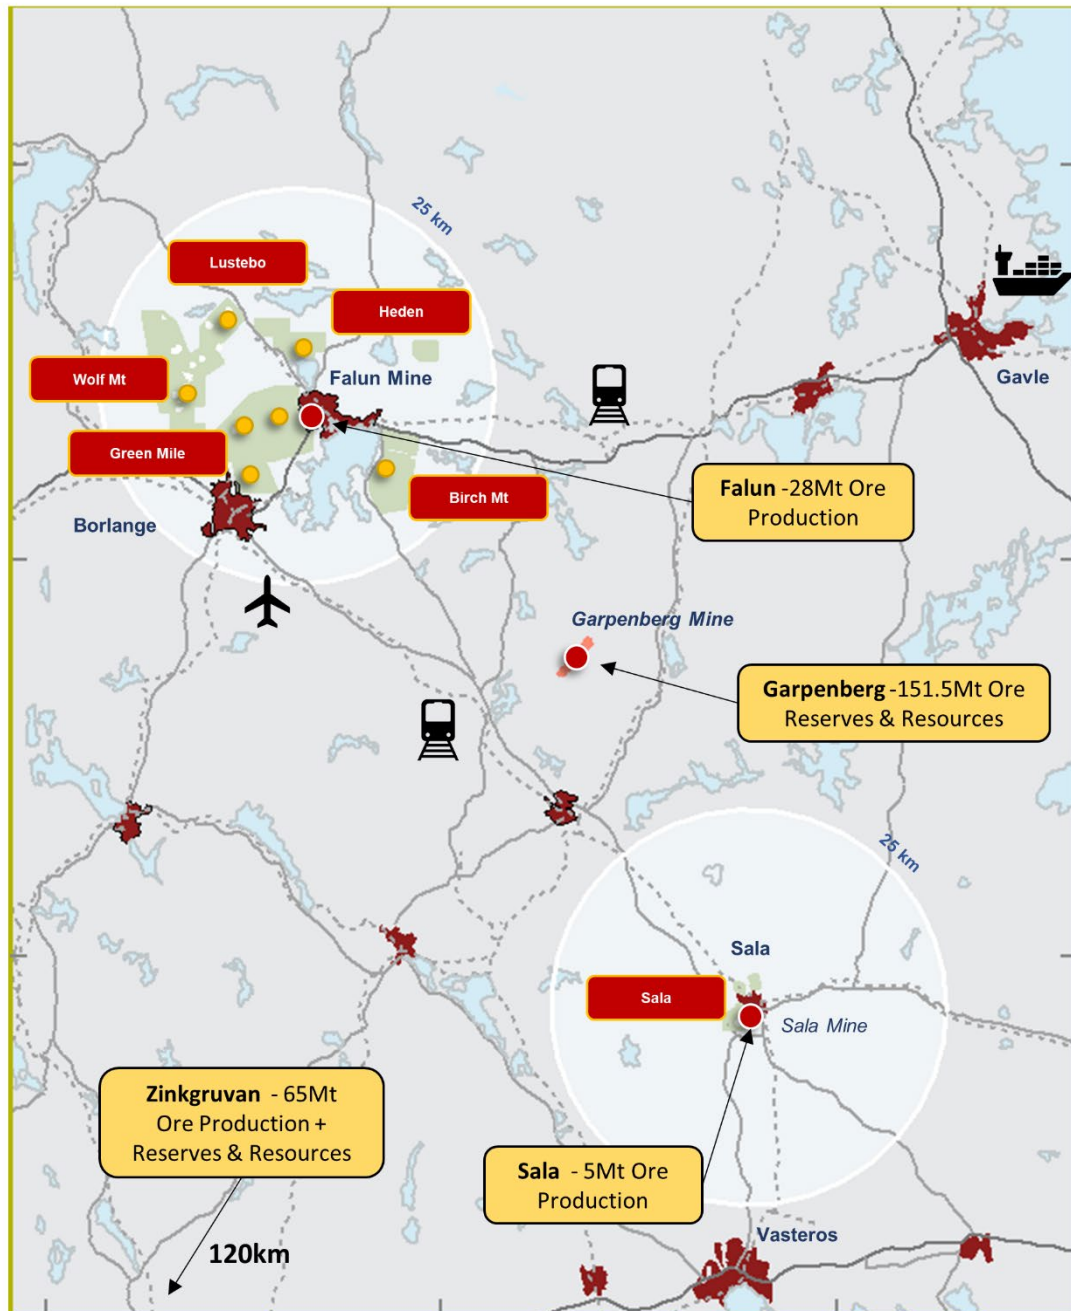 25 km
Lustebo
Heden
Wolf Mt
Falun Mine
Gavle
Green Mile
Birch Mt
Borlange
Falun -28Mt Ore
Production
Garpenberg Mine
Garpenberg -151.5Mt Ore
Reserves & Resources
25 km
Sala
Sala
Sala Mine
Zinkgruvan - 65Mt
Ore Production +
Reserves & Resources
Sala - 5Mt Ore
Production
Vasteros
120km